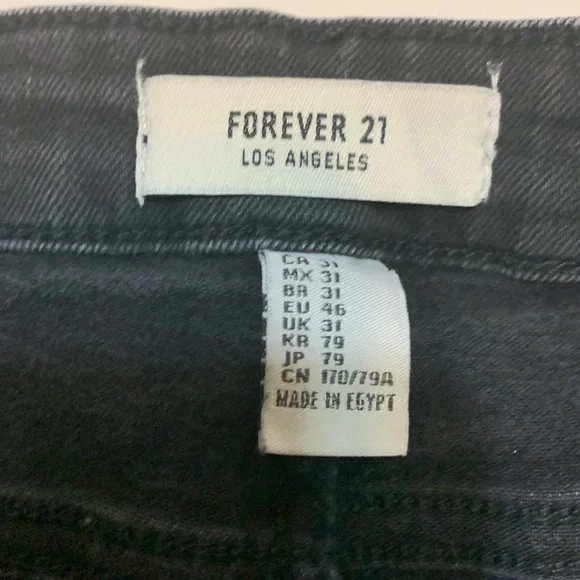 FOREVER 21
LOS ANGELES
CA 31
MX 31
BR 31
EU 46
UK 31
KR 79
JP 79
CN 170/79A
MADE IN EGYPT